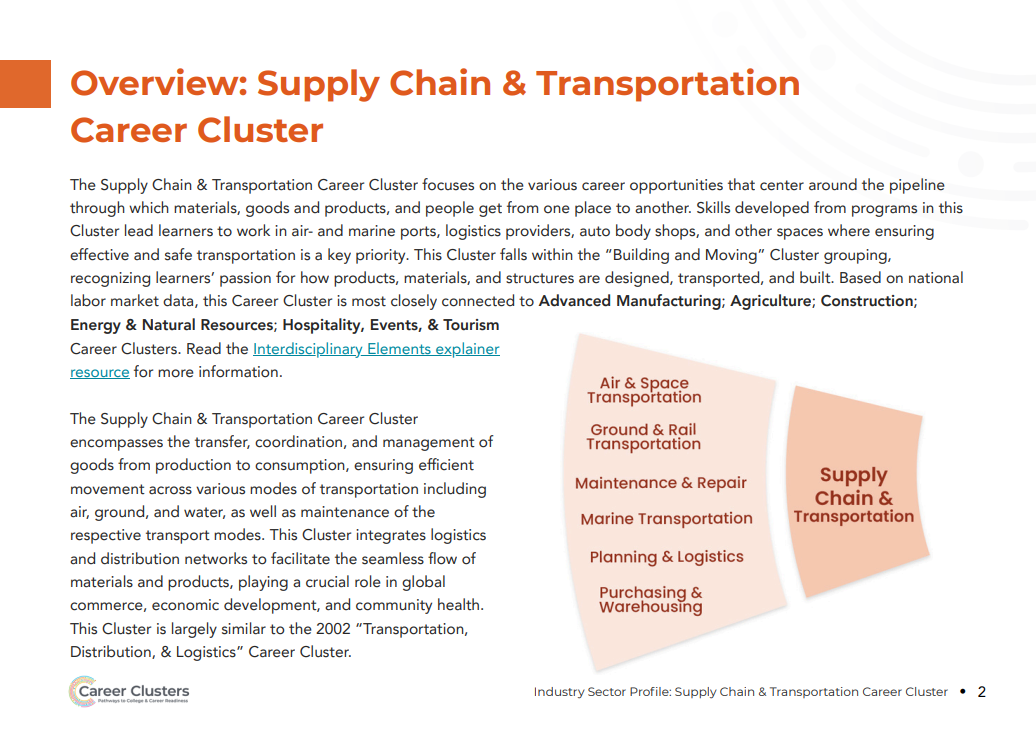 Overview: Supply Chain & Transportation
Career Cluster
The Supply Chain & Transportation Career Cluster focuses on the various career opportunities that center around the pipeline
through which materials, goods and products, and people get from one place to another. Skills developed from programs in this
Cluster lead learners to work in air- and marine ports, logistics providers, auto body shops, and other spaces where ensuring
effective and safe transportation is a key priority. This Cluster falls within the “Building and Moving” Cluster grouping,
recognizing learners’ passion for how products, materials, and structures are designed, transported, and built. Based on national
labor market data, this Career Cluster is most closely connected to Advanced Manufacturing; Agriculture; Construction;
Energy & Natural Resources; Hospitality, Events, & Tourism
Career Clusters. Read the Interdisciplinary Elements explainer
resource for more information.
The Supply Chain & Transportation Career Cluster
encompasses the transfer, coordination, and management of
goods from production to consumption, ensuring efficient
movement across various modes of transportation including
air, ground, and water, as well as maintenance of the
respective transport modes. This Cluster integrates logistics
and distribution networks to facilitate the seamless flow of
materials and products, playing a crucial role in global
commerce, economic development, and community health.
This Cluster is largely similar to the 2002 “Transportation,
Distribution, & Logistics” Career Cluster.
Air & Space
Transportation
Ground & Rail
Transportation
Maintenance & Repair
Marine Transportation
Planning & Logistics
Purchasing &
Warehousing
Supply
Chain &
Transportation
Career Clusters
Pathways to College & Career Readiness
Industry Sector Profile: Supply Chain & Transportation Career Cluster • 2